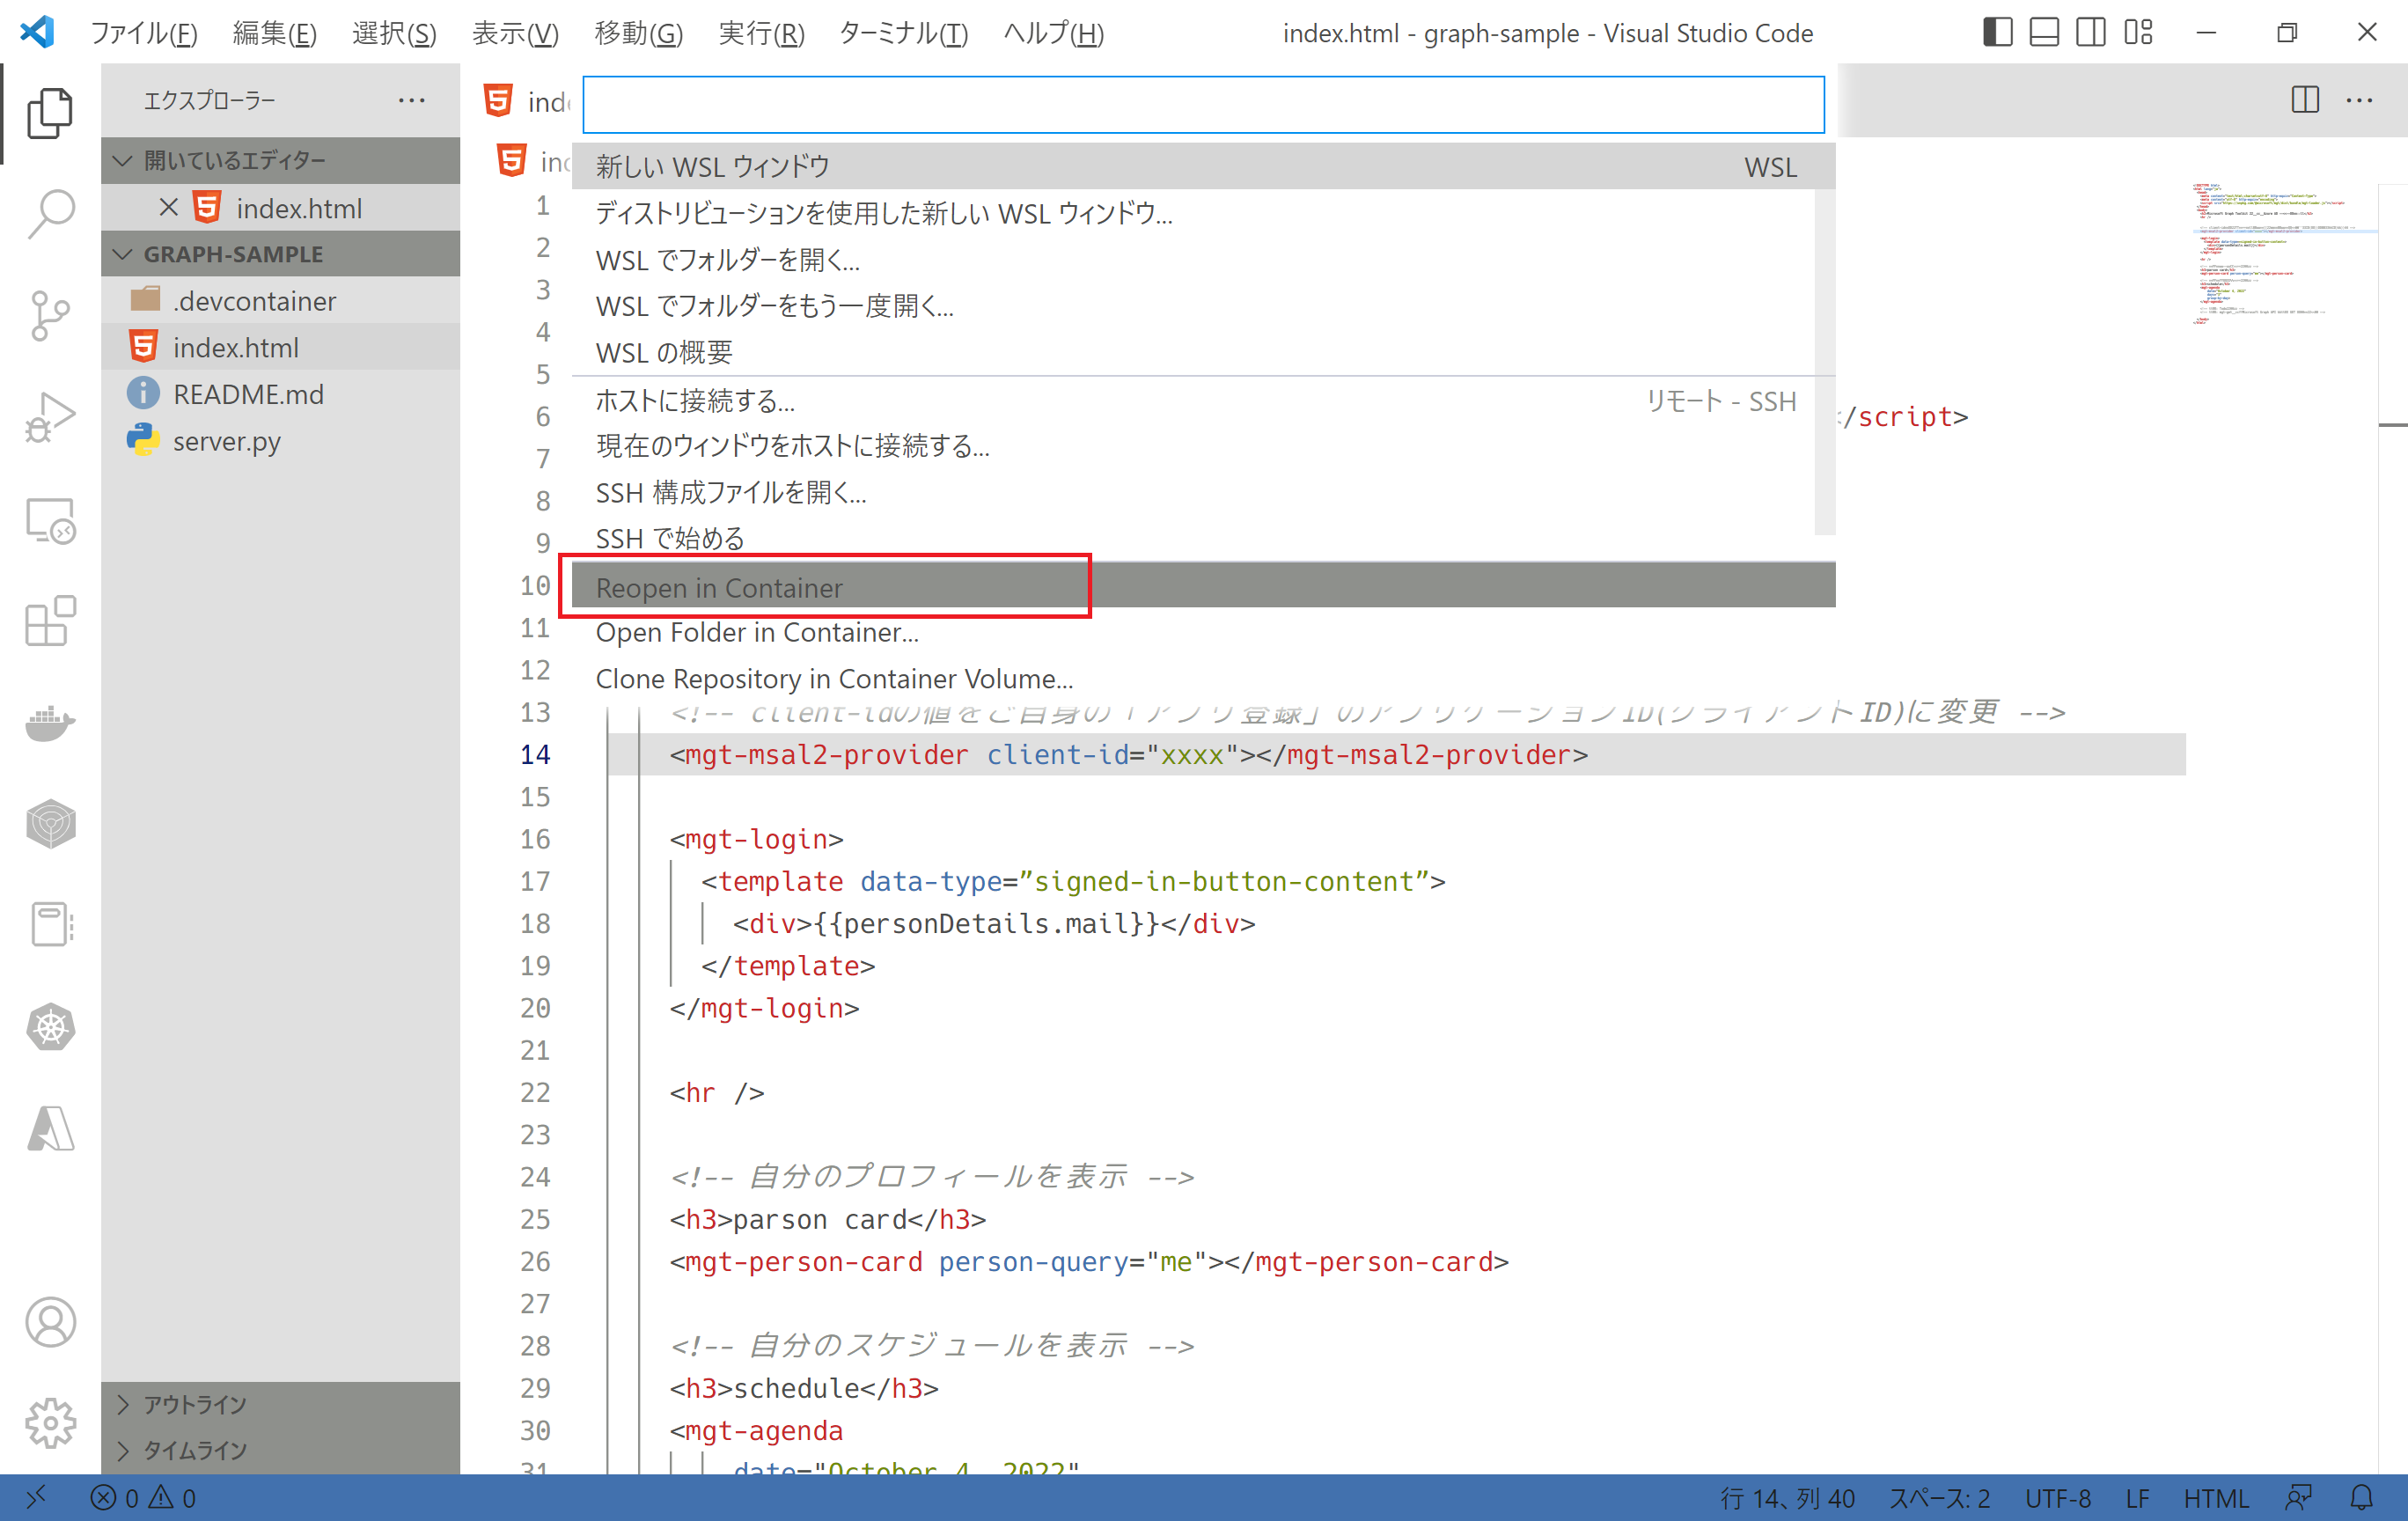 ファイル(F) 編集(E) 選択(S) 表示(V) 移動(G) 実行(R) ターミナル(T) ヘルプ(H) index.html - graph-sample - Visual Studio Code
エクスプローラー ...
開いているエディター
index.html
GRAPH-SAMPLE
.devcontainer
index.html
README.md
server.py
アウトライン
タイムライン
新しい WSL ウィンドウ WSL
ディストリビューションを使用した新しい WSL ウィンドウ...
WSL でフォルダーを開く...
WSL でフォルダーをもう一度開く...
WSL の概要
ホストに接続する... リモート - SSH
現在のウィンドウをホストに接続する...
SSH 構成ファイルを開く...
SSH で始める
Reopen in Container
Open Folder in Container...
Clone Repository in Container Volume...
1
2
3
4
5
6 </script>
7
8
9
10
11
12
13 <!-- client-idの値をご自身の「アプリ登録」のアプリケーションID(クライアントID)に変更 -->
14 <mgt-msal2-provider client-id="xxxx"></mgt-msal2-provider>
15
16 <mgt-login>
17 <template data-type=”signed-in-button-content”>
18 <div>{{personDetails.mail}}</div>
19 </template>
20 </mgt-login>
21
22 <hr />
23
24 <!-- 自分のプロフィールを表示 -->
25 <h3>parson card</h3>
26 <mgt-person-card person-query="me"></mgt-person-card>
27
28 <!-- 自分のスケジュールを表示 -->
29 <h3>schedule</h3>
30 <mgt-agenda
31 date="October 4, 2022"
0 0 行 14、列 40 スペース: 2 UTF-8 LF HTML